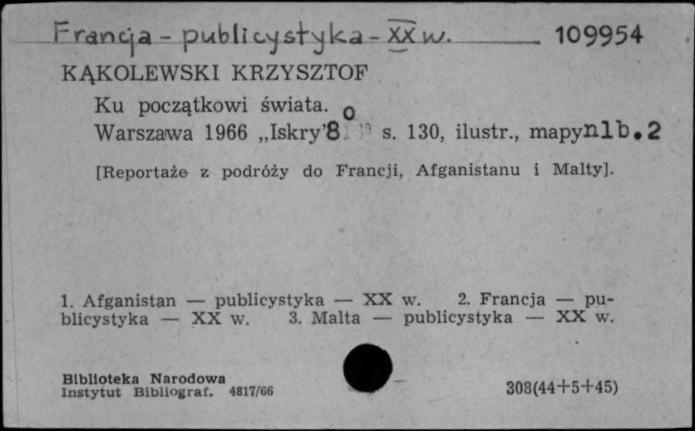 Francja - publicystyka - XX w. 109954
KĄKOLEWSKI KRZYSZTOF
Ku początkowi świata.
Warszawa 1966 „Iskry" 8° s. 130, ilustr., mapy nlb. 2
[Reportaże z podróży do Francji, Afganistanu i Malty].
1. Afganistan — publicystyka — XX w. 2. Francja — pu-
blicystyka — XX w. 3. Malta — publicystyka — XX w.
Biblioteka Narodowa
Instytut Bibliograf. 4817/66 308(44+5+45)